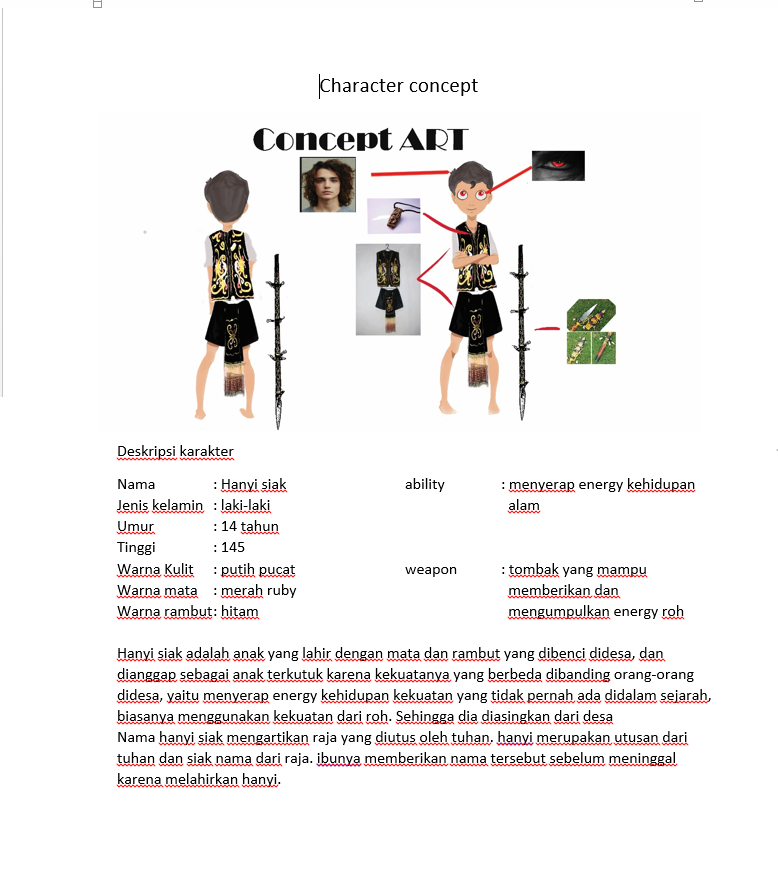 Character concept
Concept ART
Deskripsi karakter
Nama : Hanyi siak ability : menyerap energy kehidupan
Jenis kelamin : laki-laki alam
Umur : 14 tahun
Tinggi : 145
Warna Kulit : putih pucat weapon : tombak yang mampu
Warna mata : merah ruby memberikan dan
Warna rambut: hitam mengumpulkan energy roh
Hanyi siak adalah anak yang lahir dengan mata dan rambut yang dibenci didesa, dan
dianggap sebagai anak terkutuk karena kekuatanya yang berbeda dibanding orang-orang
didesa, yaitu menyerap energy kehidupan kekuatan yang tidak pernah ada didalam sejarah,
biasanya menggunakan kekuatan dari roh. Sehingga dia diasingkan dari desa
Nama hanyi siak mengartikan raja yang diutus oleh tuhan. hanyi merupakan utusan dari
tuhan dan siak nama dari raja. ibunya memberikan nama tersebut sebelum meninggal
karena melahirkan hanyi.